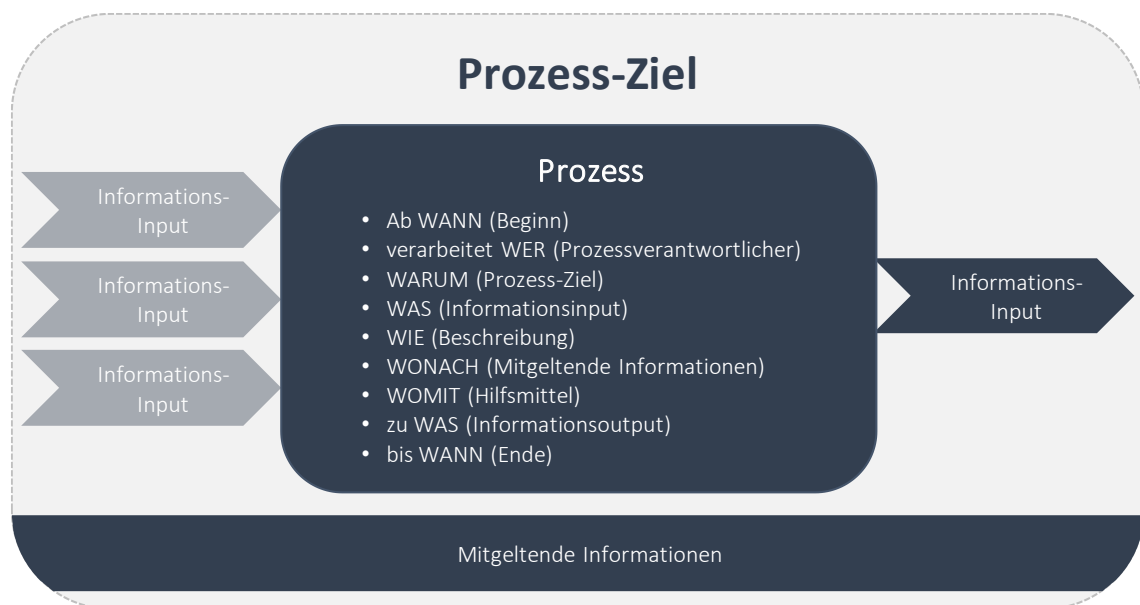 Prozess-Ziel
Prozess
Informations-
Input
Informations-
Input
Informations-
Input
• Ab WANN (Beginn)
• verarbeitet WER (Prozessverantwortlicher)
• WARUM (Prozess-Ziel)
• WAS (Informationsinput)
• WIE (Beschreibung)
• WONACH (Mitgeltende Informationen)
• WOMIT (Hilfsmittel)
• zu WAS (Informationsoutput)
• bis WANN (Ende)
Informations-
Input
Mitgeltende Informationen